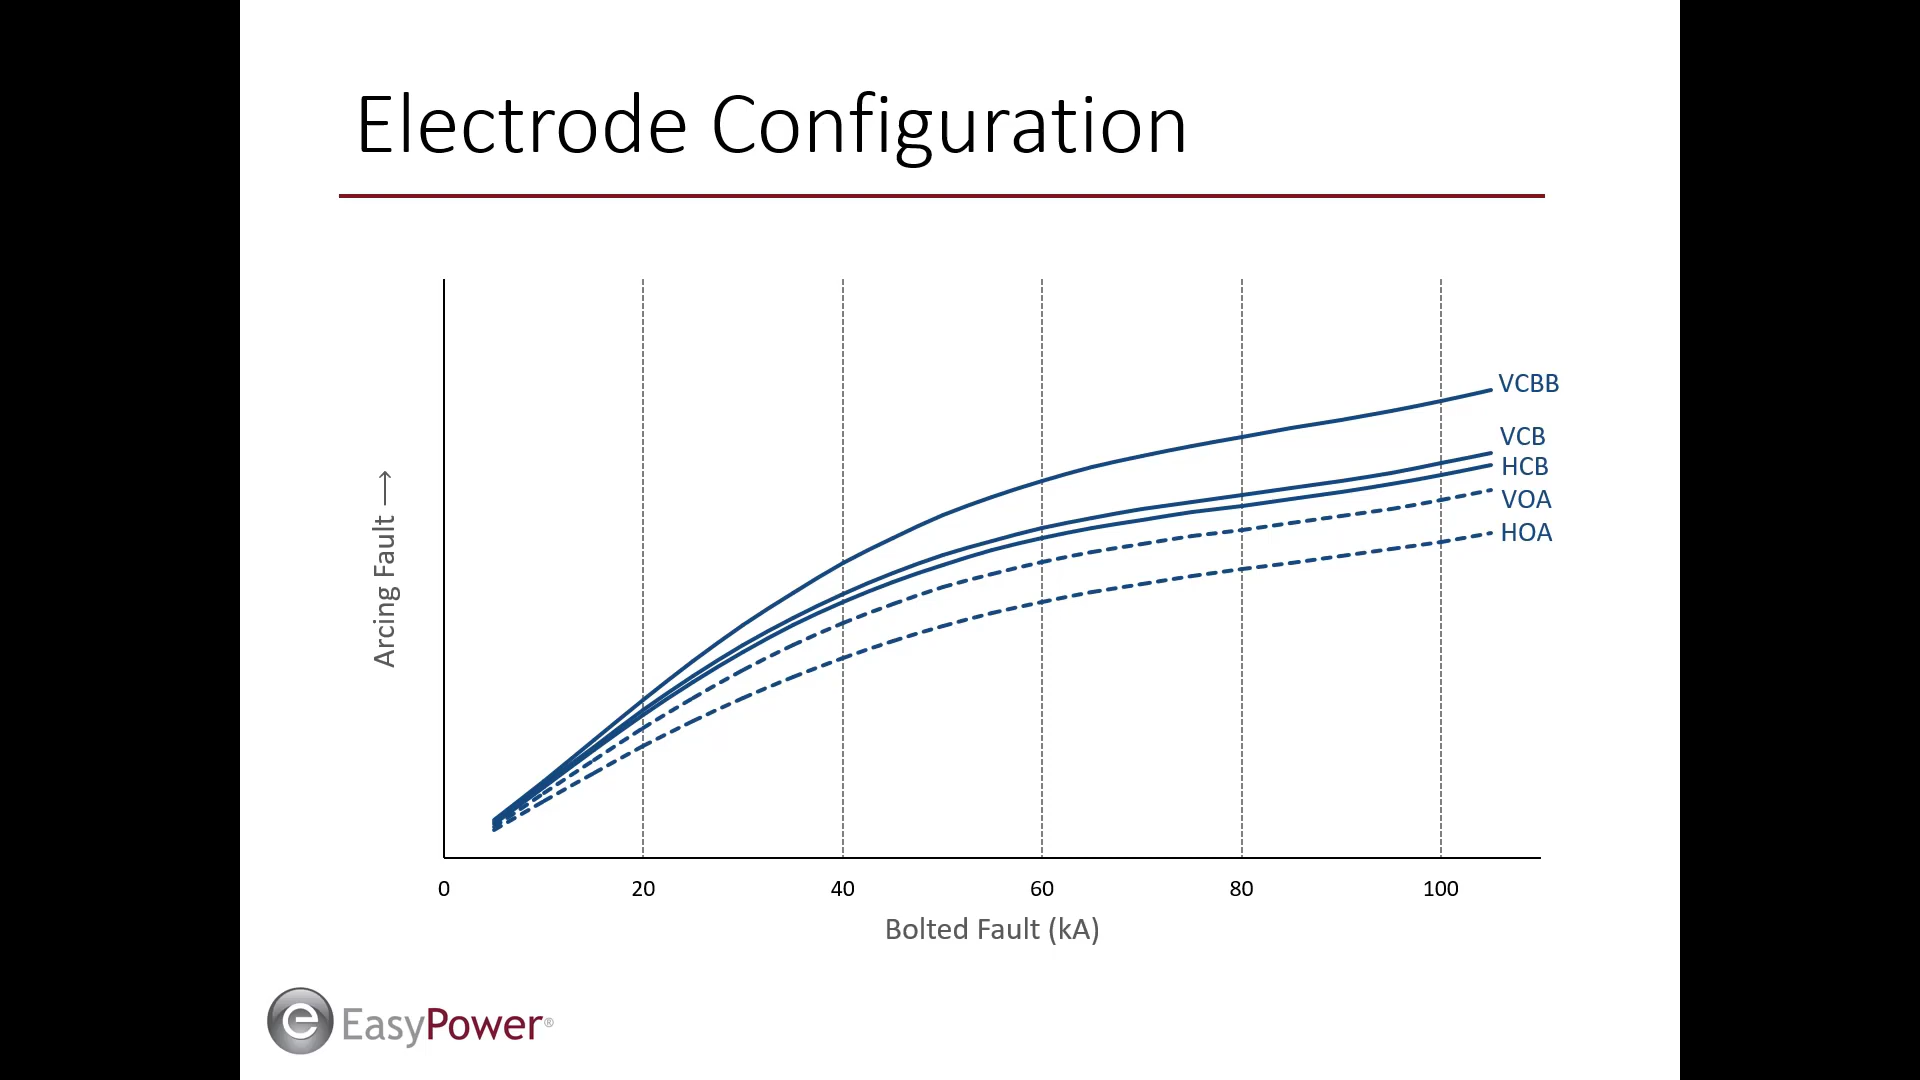 Electrode Configuration
VCBB
VCB
HCB
VOA
HOA
Arcing Fault →
0 20 40 60 80 100
Bolted Fault (kA)
e EasyPower®